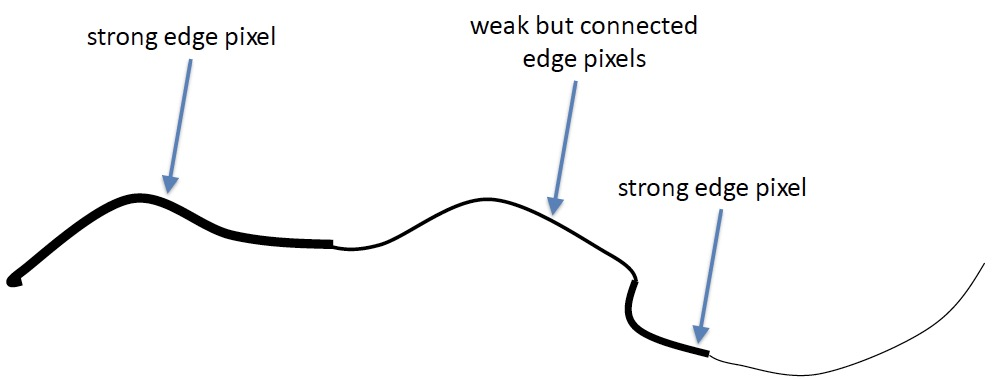 strong edge pixel
weak but connected
edge pixels
strong edge pixel